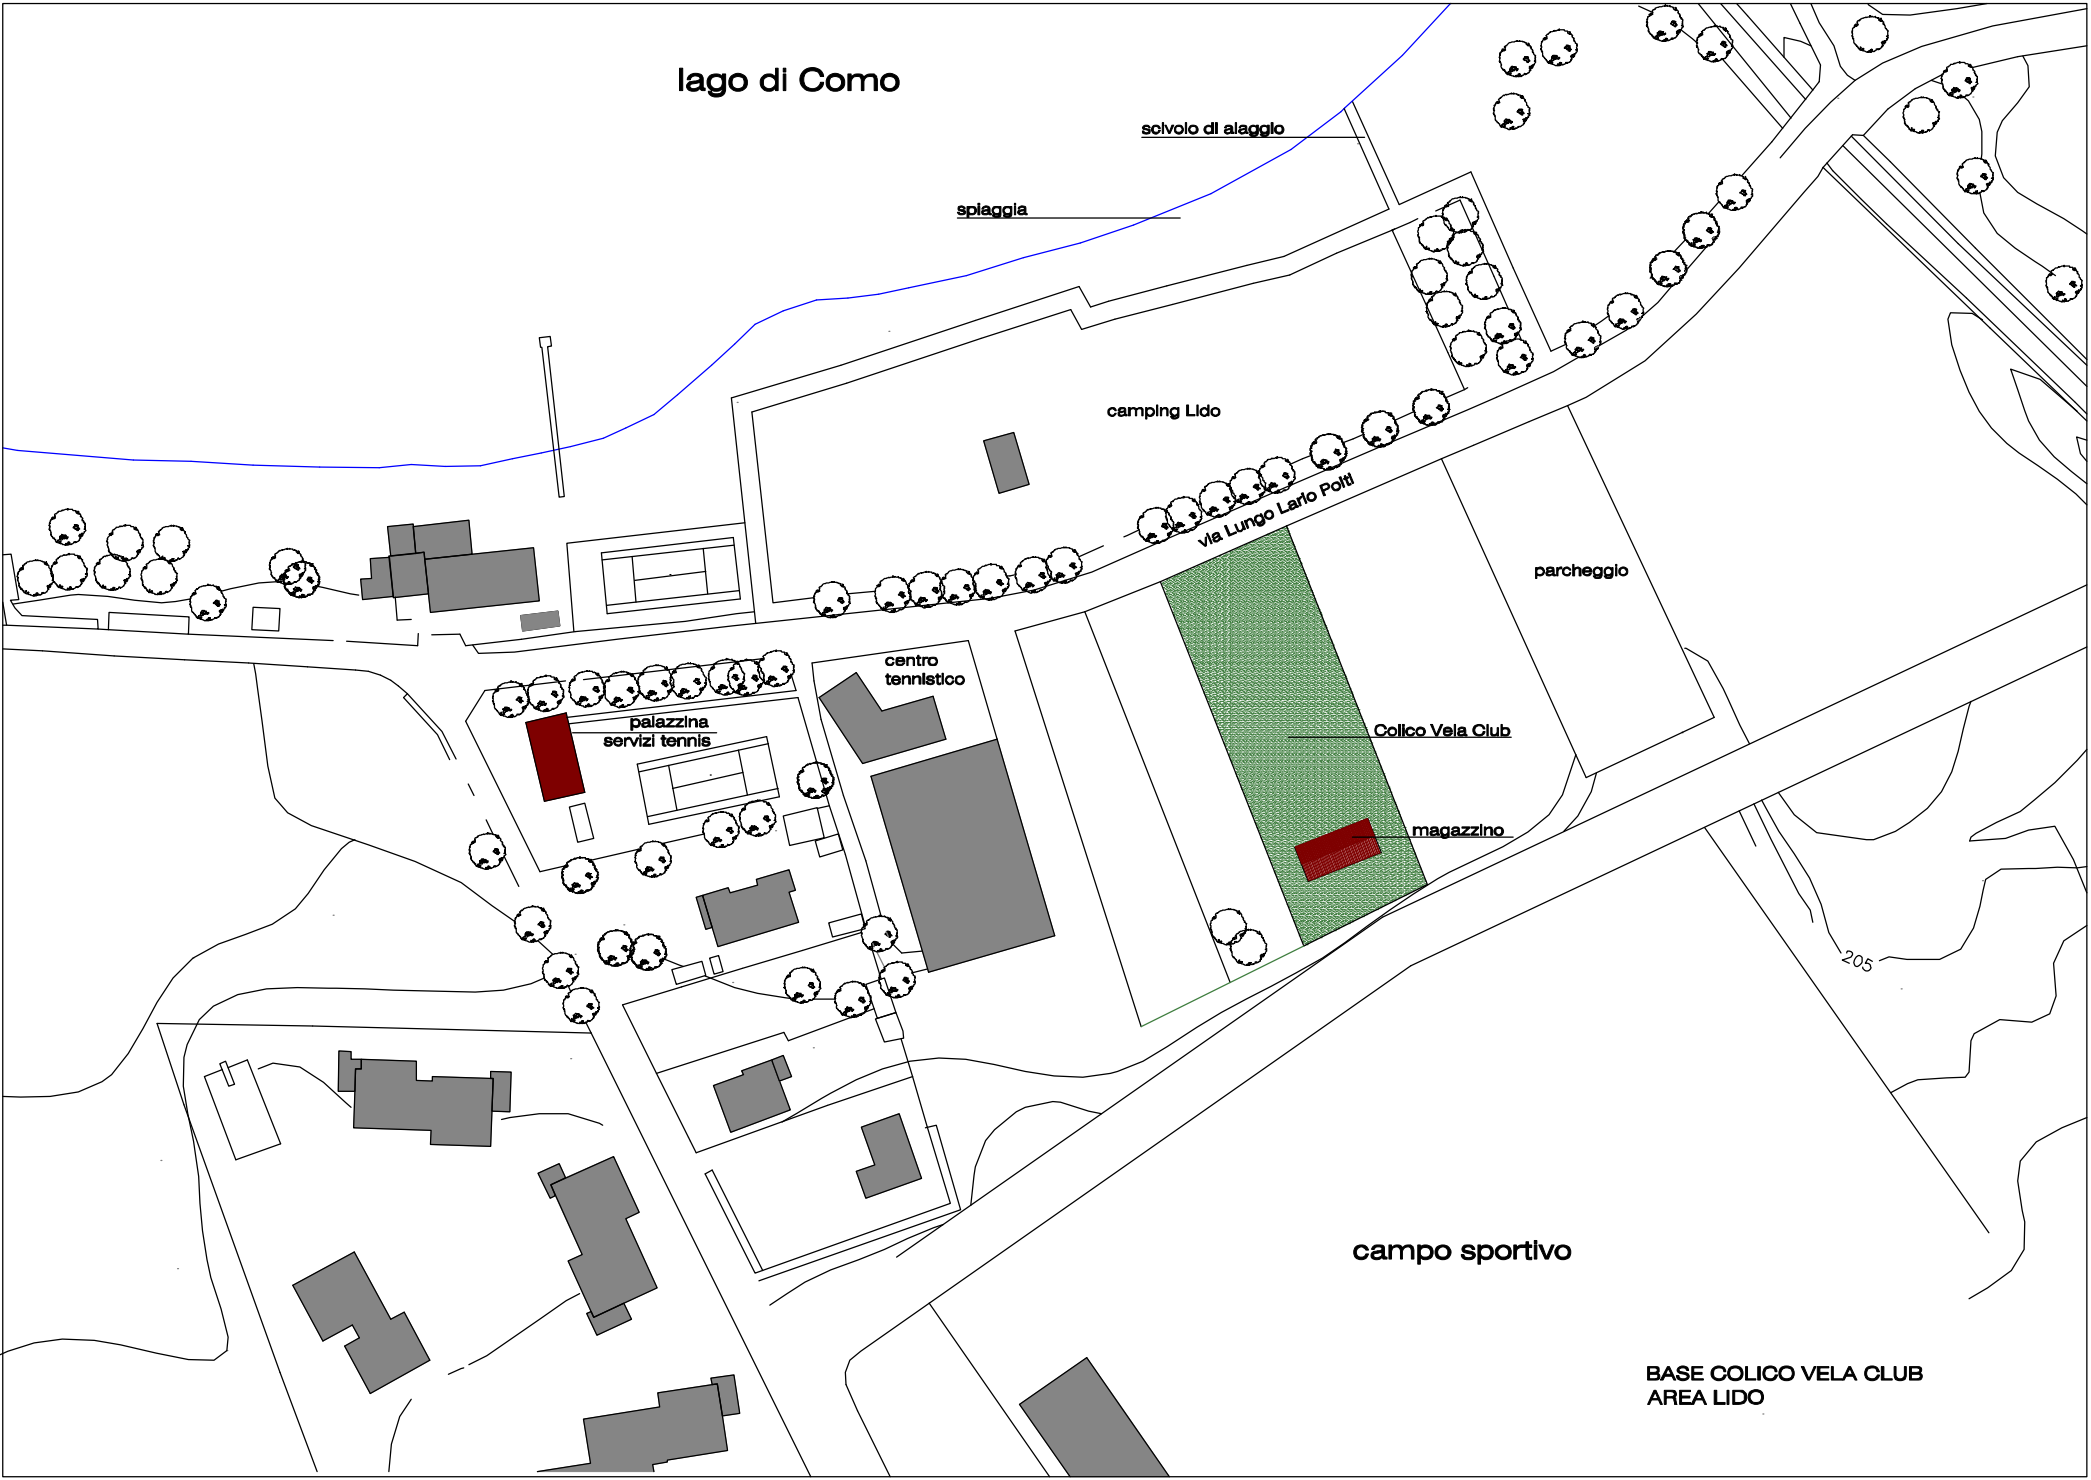 lago di Como
scivolo di alaggio
spiaggia
camping Lido
via Lungo Lario Polti
parcheggio
centro
tennistico
palazzina
servizi tennis
Colico Vela Club
magazzino
205
campo sportivo
BASE COLICO VELA CLUB
AREA LIDO